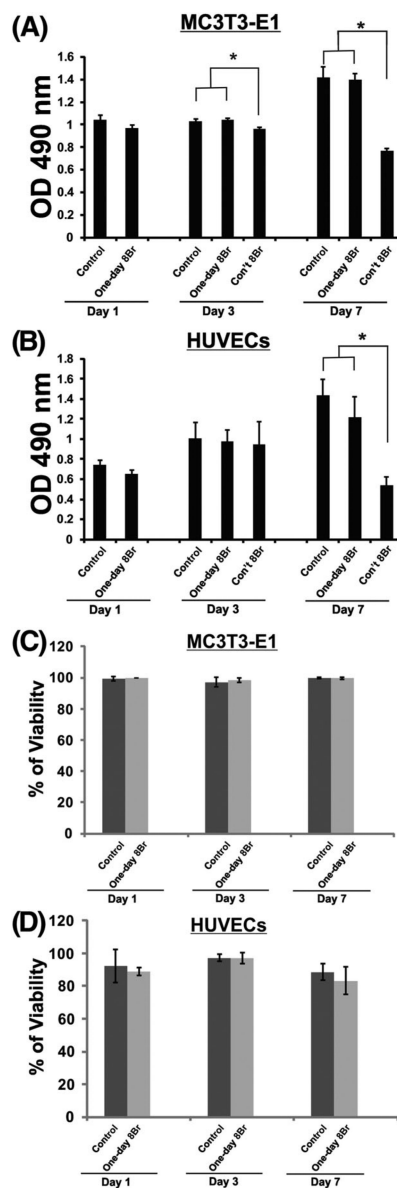 (A)
MC3T3-E1
OD 490 nm
1.6
1.4
1.2
1
0.8
0.6
0.4
0.2
0
*
*
Control
One-day 8Br
Control
One-day 8Br
Con't 8Br
Control
One-day 8Br
Con't 8Br
Day 1
Day 3
Day 7
(B)
HUVECs
OD 490 nm
1.8
1.6
1.4
1.2
1
0.8
0.6
0.4
0.2
0
*
Control
One-day 8Br
Control
One-day 8Br
Con't 8Br
Control
One-day 8Br
Con't 8Br
Day 1
Day 3
Day 7
(C)
MC3T3-E1
% of Viability
120
100
80
60
40
20
0
Control
One-day 8Br
Control
One-day 8Br
Control
One-day 8Br
Day 1
Day 3
Day 7
(D)
HUVECs
% of Viability
120
100
80
60
40
20
0
Control
One-day 8Br
Control
One-day 8Br
Control
One-day 8Br
Day 1
Day 3
Day 7